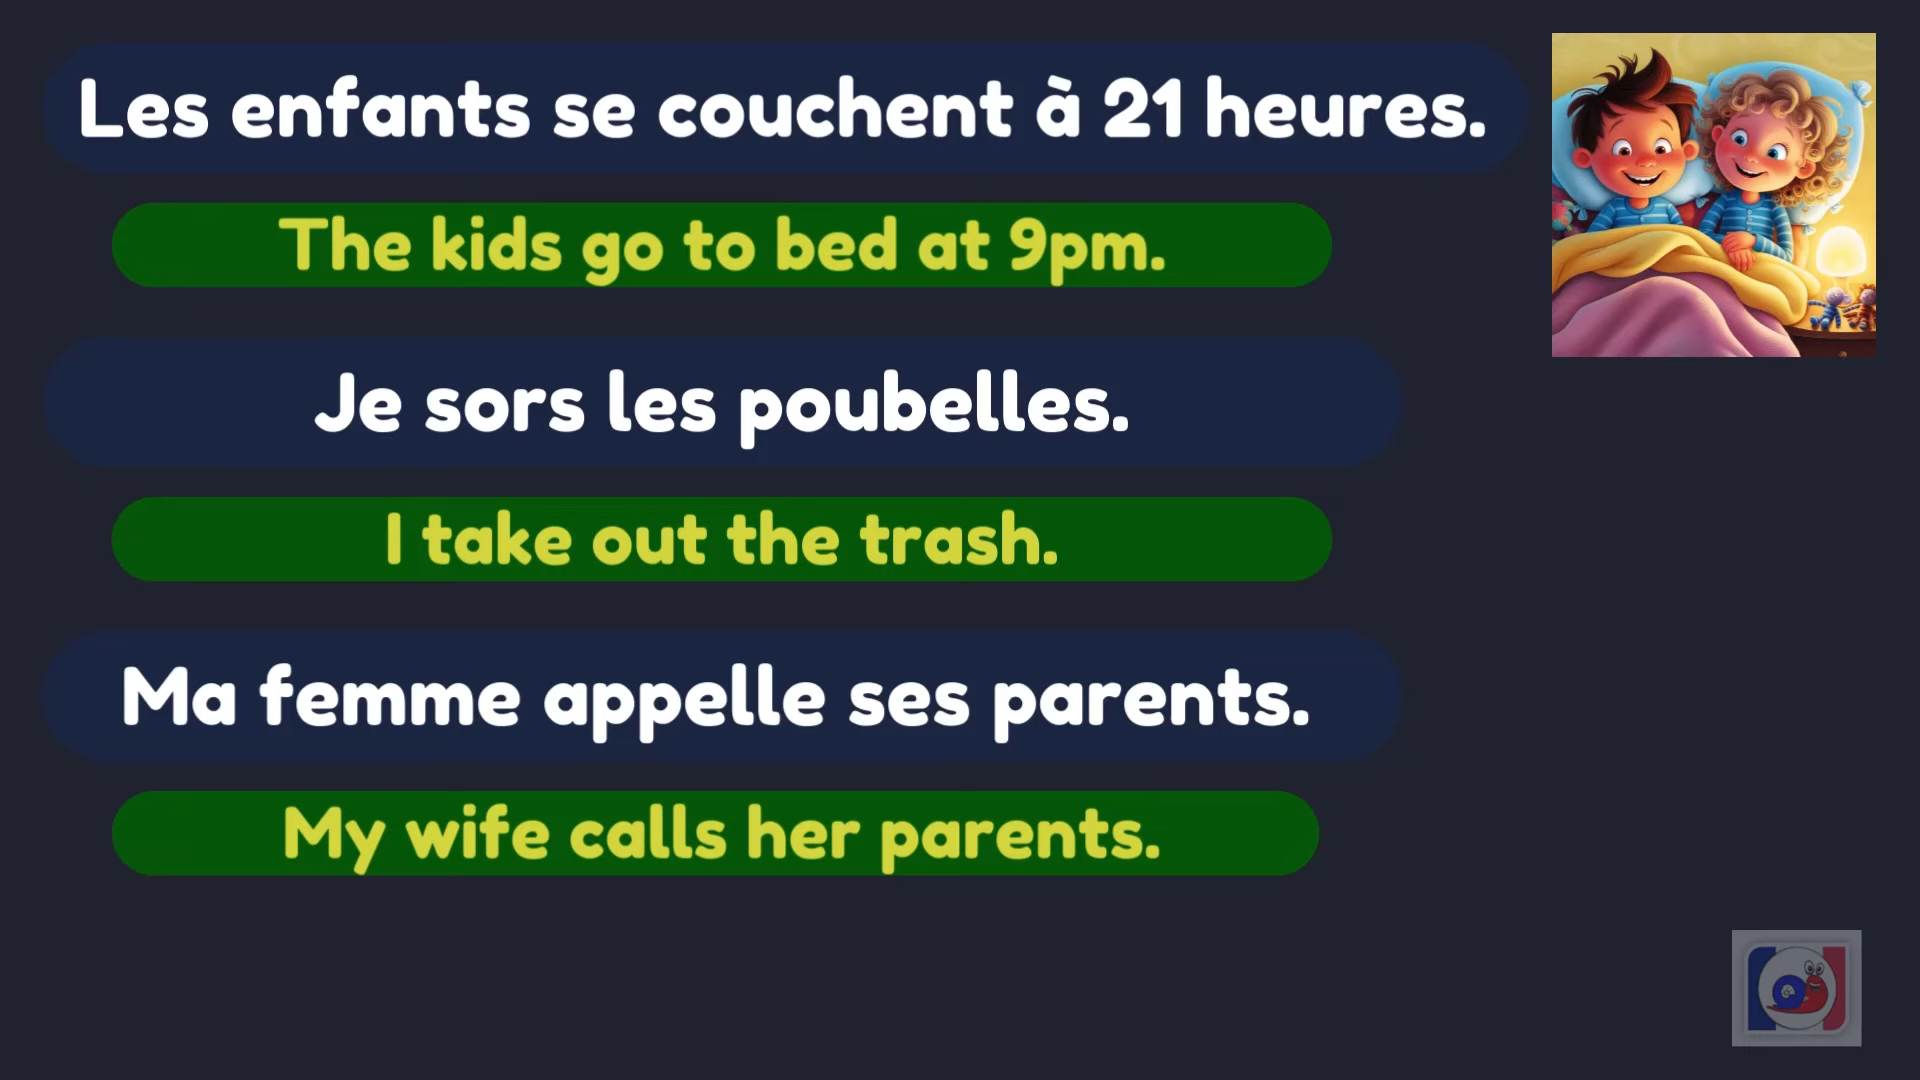 Les enfants se couchent à 21 heures.
The kids go to bed at 9pm.
Je sors les poubelles.
I take out the trash.
Ma femme appelle ses parents.
My wife calls her parents.